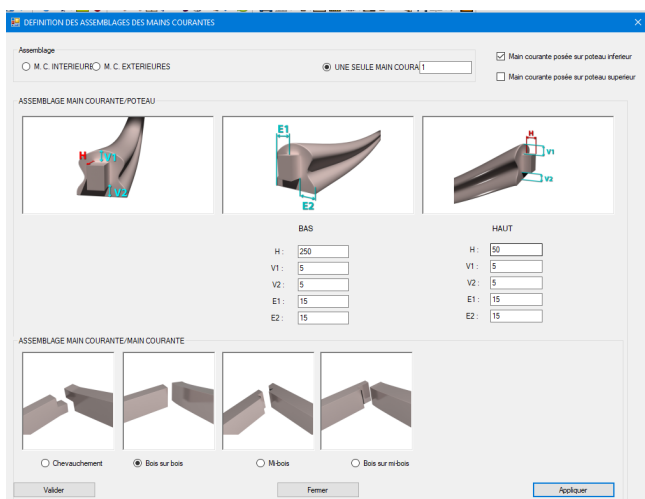 DEFINITION DES ASSEMBLAGES DES MAINS COURANTES
Assemblage
M. C. INTERIEURE M. C. EXTERIEURES UNE SEULE MAIN COURA 1
Main courante posée sur poteau inferieur
Main courante posée sur poteau superieur
ASSEMBLAGE MAIN COURANTE/POTEAU
H V1 V2
E1 E2
H V1 V2
BAS HAUT
H : 250 H : 50
V1 : 5 V1 : 5
V2 : 5 V2 : 5
E1 : 15 E1 : 15
E2 : 15 E2 : 15
ASSEMBLAGE MAIN COURANTE/MAIN COURANTE
Chevauchement Bois sur bois Mi-bois Bois sur mi-bois
Valider Fermer Appliquer